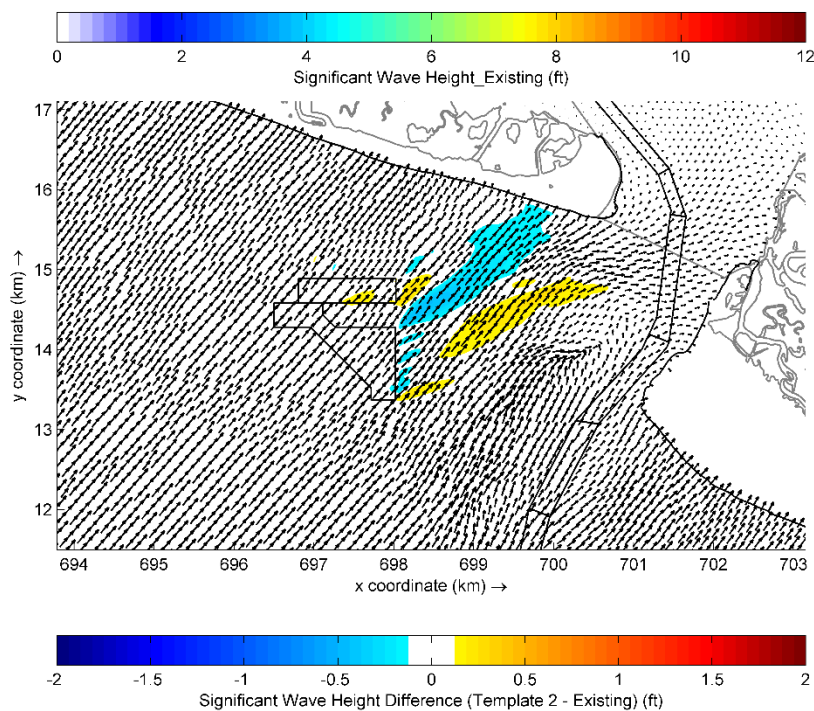 0 2 4 6 8 10 12
Significant Wave Height_Existing (ft)
17
16
15
14
13
12
y coordinate (km) →
694 695 696 697 698 699 700 701 702 703
x coordinate (km) →
-2 -1.5 -1 -0.5 0 0.5 1 1.5 2
Significant Wave Height Difference (Template 2 - Existing) (ft)